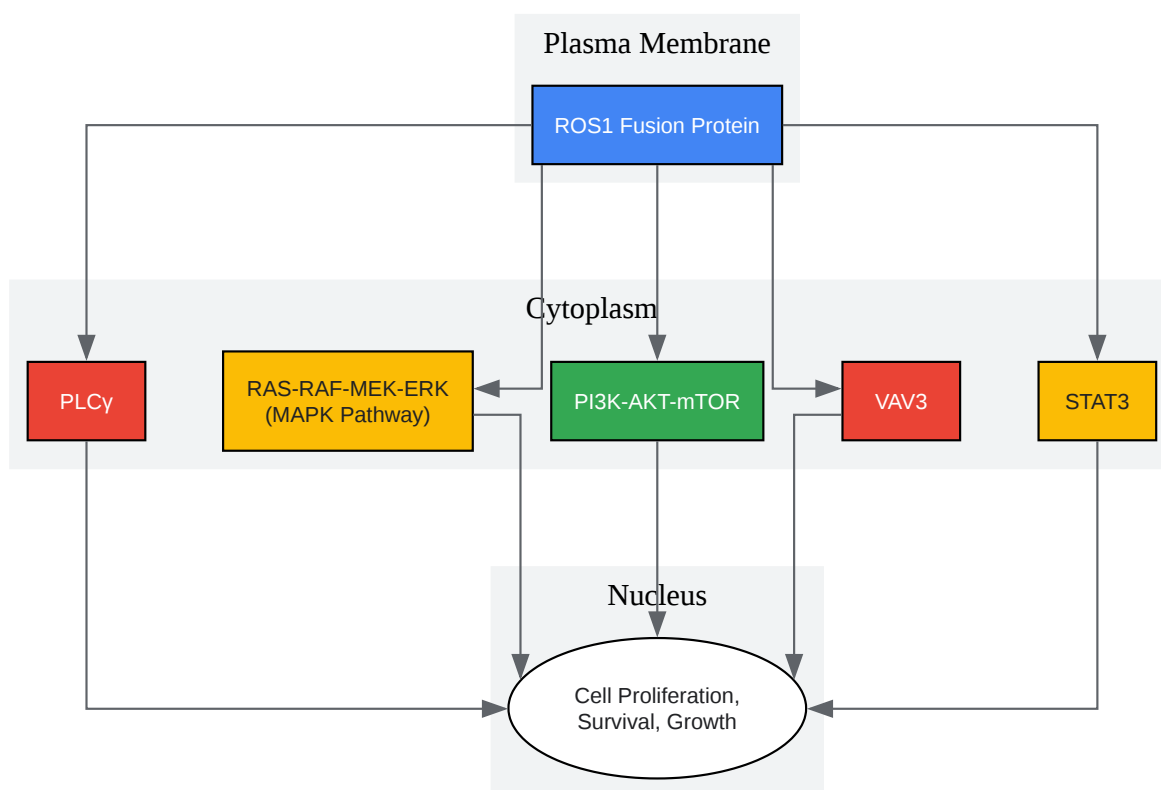 Plasma Membrane
ROS1 Fusion Protein
Cytoplasm
PLCγ
RAS-RAF-MEK-ERK
(MAPK Pathway)
PI3K-AKT-mTOR
VAV3
STAT3
Nucleus
Cell Proliferation,
Survival, Growth